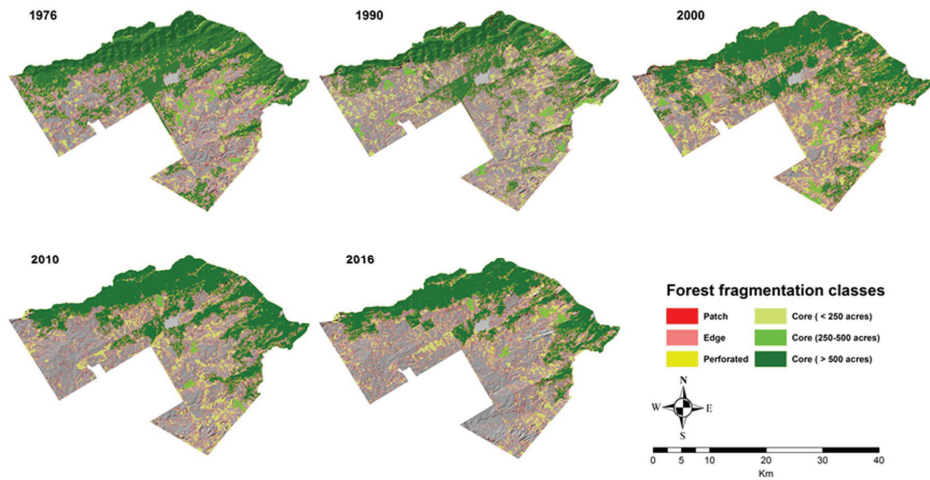 1976
1990
2000
2010
2016
Forest fragmentation classes
Patch
Edge
Perforated
Core ( < 250 acres)
Core (250-500 acres)
Core ( > 500 acres)
N
W E
S
0 5 10 20 30 40
Km